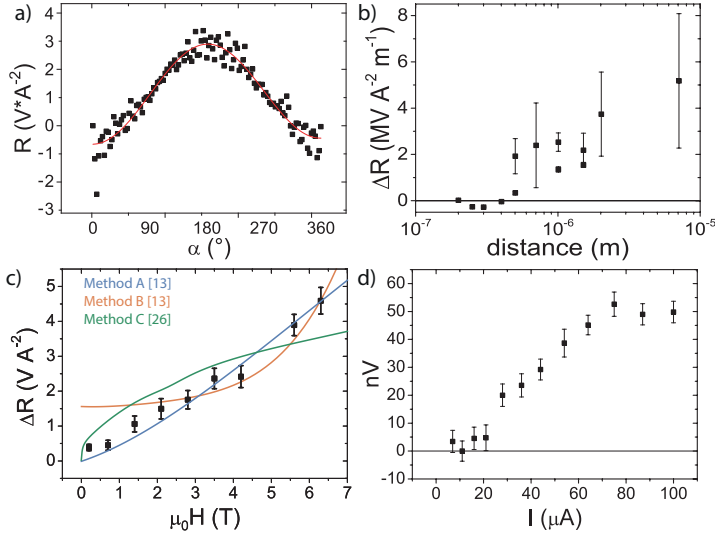 a)
R (V*A⁻²)
4
3
2
1
0
-1
-2
-3
0 90 180 270 360
α (°)
b)
ΔR (MV A⁻² m⁻¹)
8
6
4
2
0
10⁻⁷ 10⁻⁶ 10⁻⁵
distance (m)
c)
Method A [13]
Method B [13]
Method C [26]
ΔR (V A⁻²)
5
4
3
2
1
0
0 1 2 3 4 5 6 7
μ₀H (T)
d)
nV
60
50
40
30
20
10
0
-10
0 20 40 60 80 100
I (μA)